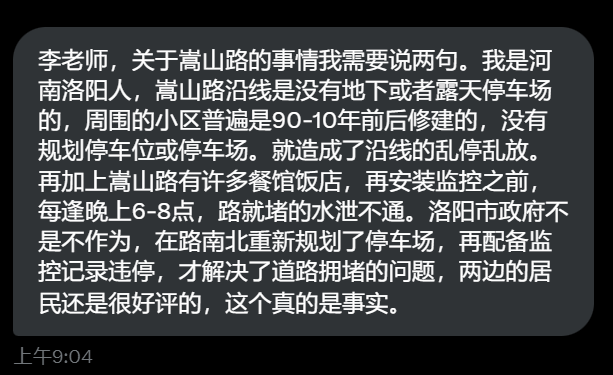 李老师，关于嵩山路的事情我需要说两句。我是河
南洛阳人，嵩山路沿线是没有地下或者露天停车场
的，周围的小区普遍是90-10年前后修建的，没有
规划停车位或停车场。就造成了沿线的乱停乱放。
再加上嵩山路有许多餐馆饭店，再安装监控之前，
每逢晚上6-8点，路就堵的水泄不通。洛阳市政府不
是不作为，在路南北重新规划了停车场，再配备监
控记录违停，才解决了道路拥堵的问题，两边的居
民还是很好评的，这个真的是事实。
上午9:04